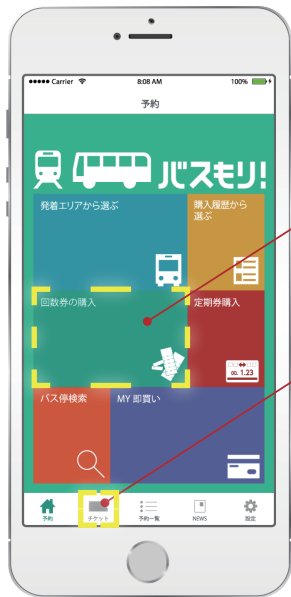 Carrier 8:08 AM 100%
予約
バスもり!
発着エリアから選ぶ
購入履歴から
選ぶ
回数券の購入
定期券購入
00. 1.23
バス停検索
MY 即買い
予約 チケット 予約一覧 NEWS 設定